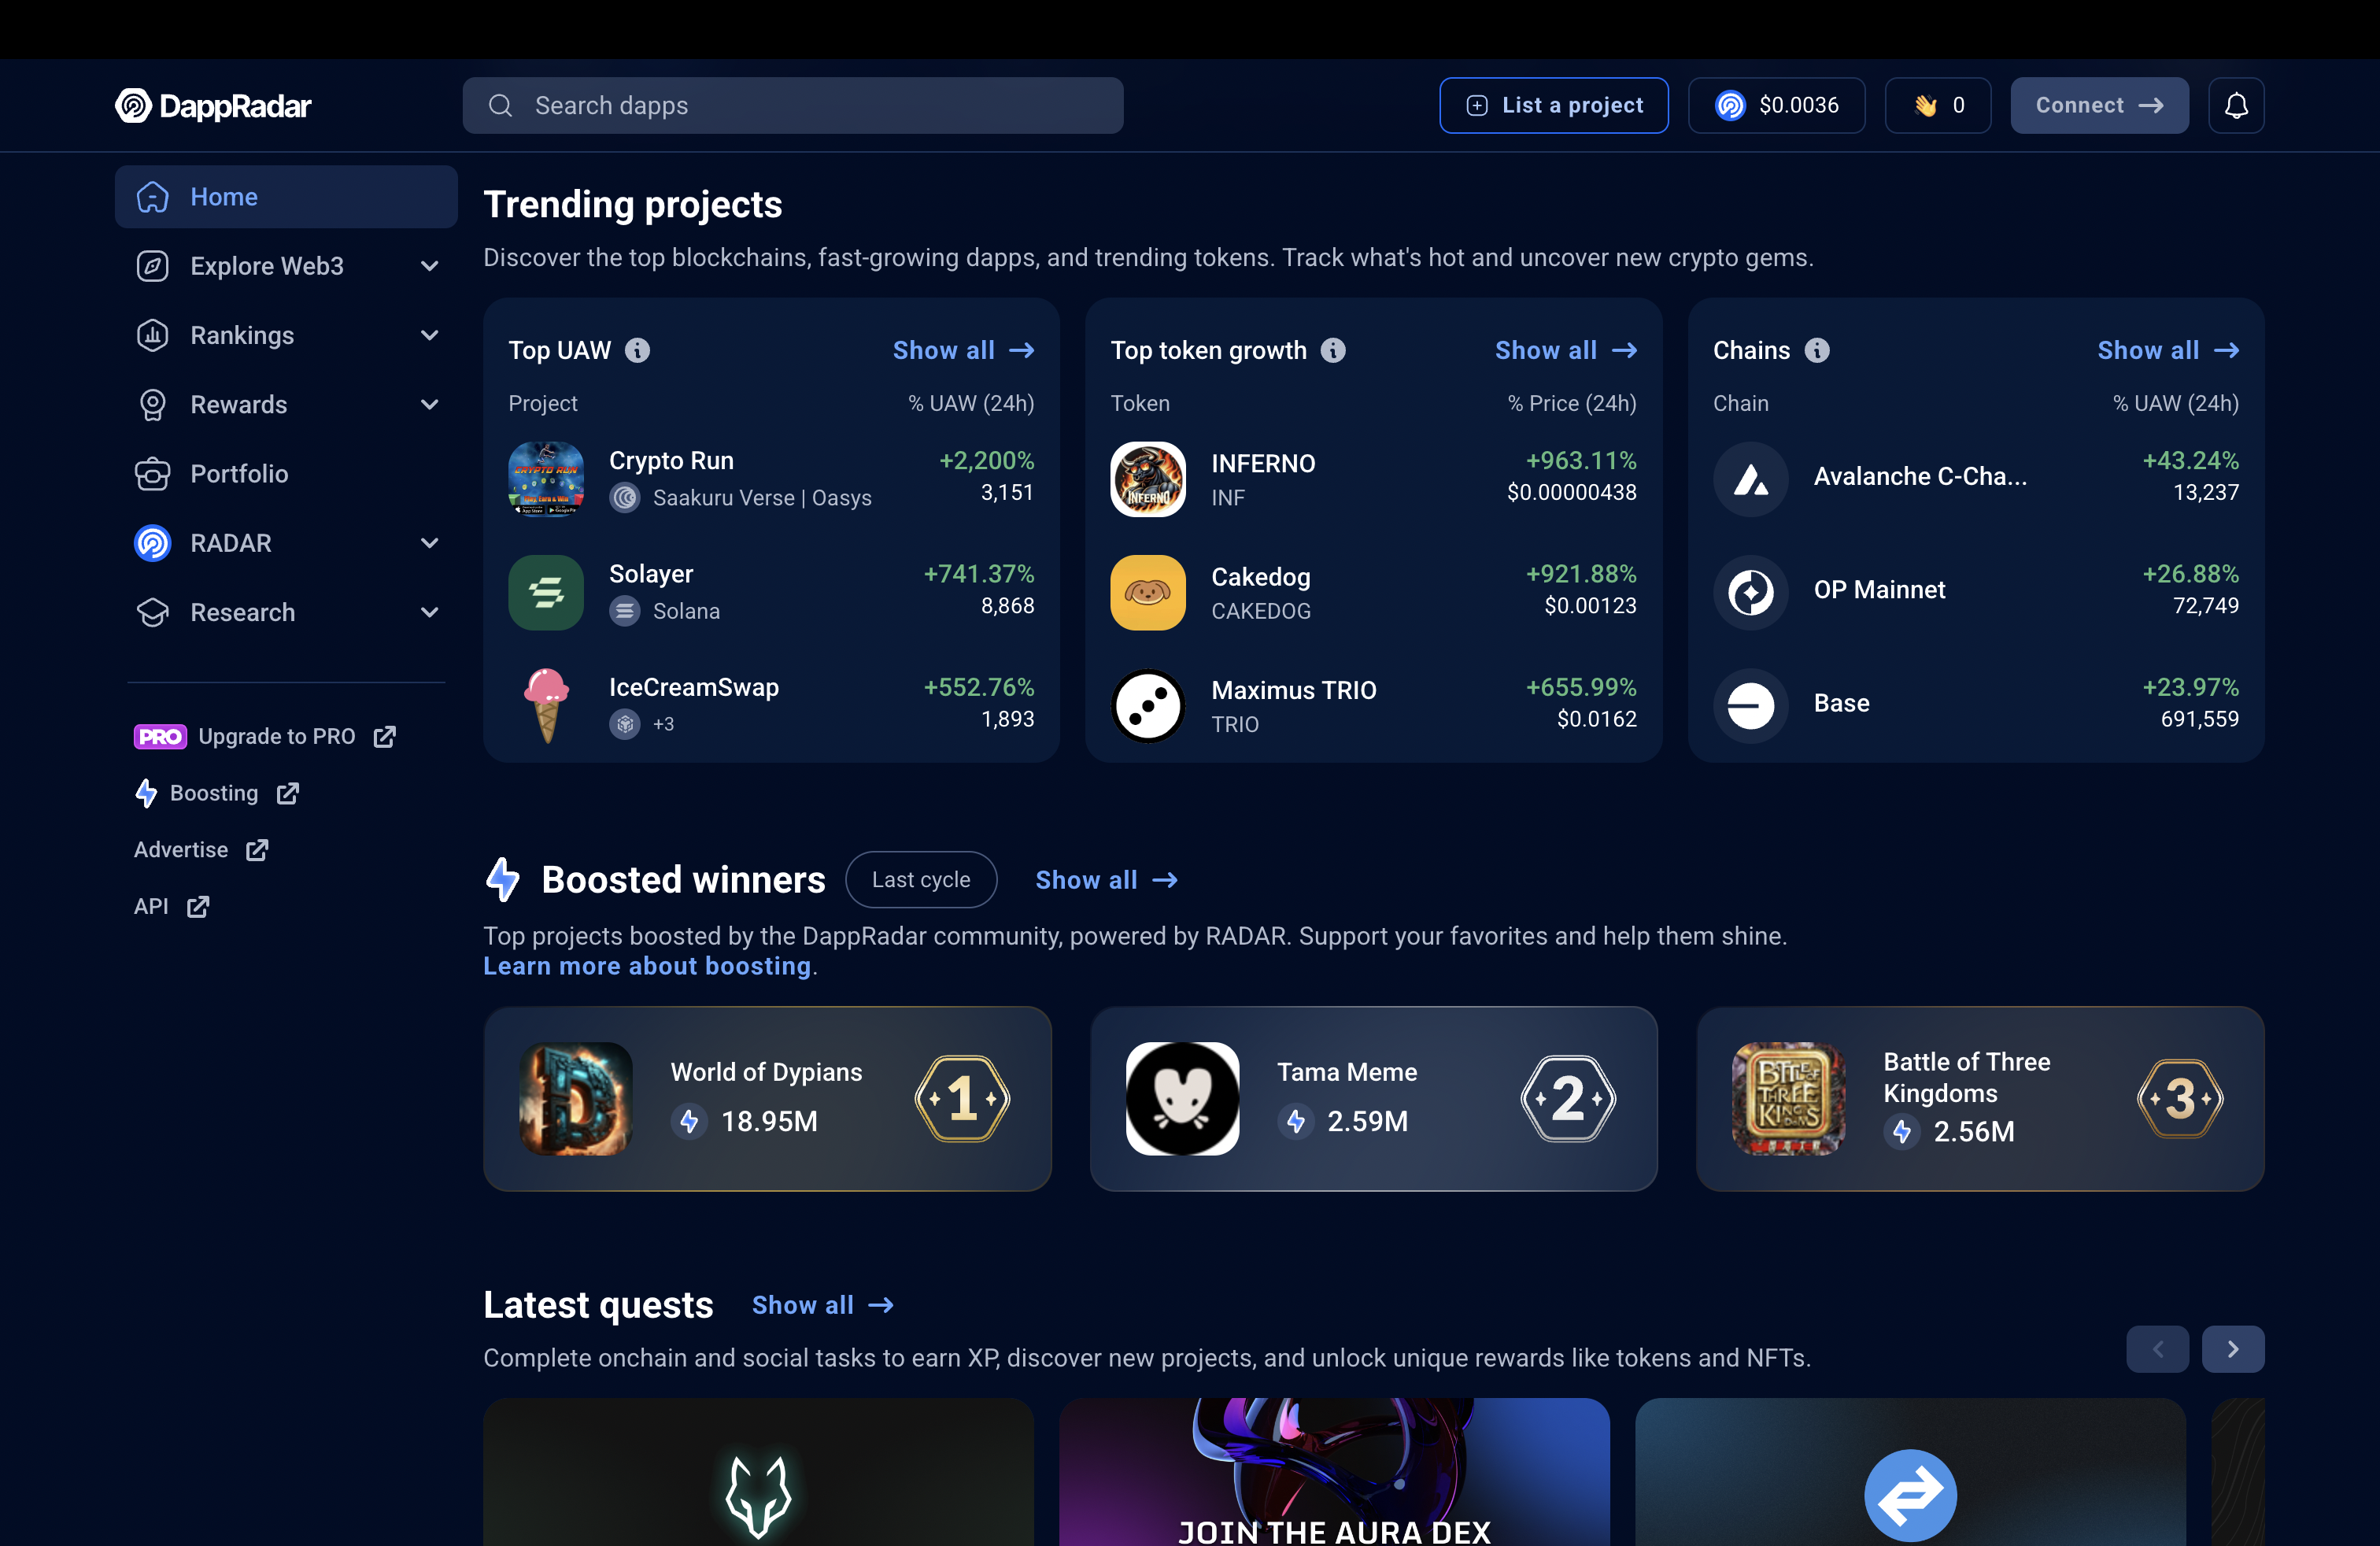 DappRadar
Search dapps
List a project
$0.0036
0
Connect
Home
Explore Web3
Rankings
Rewards
Portfolio
RADAR
Research
PRO Upgrade to PRO
Boosting
Advertise
API
Trending projects
Discover the top blockchains, fast-growing dapps, and trending tokens. Track what's hot and uncover new crypto gems.
Top UAW
Show all
Project
% UAW (24h)
CRYPTO RUN
Crypto Run
+2,200%
Saakuru Verse | Oasys
3,151
Solayer
+741.37%
Solana
8,868
IceCreamSwap
+552.76%
+3
1,893
Top token growth
Show all
Token
% Price (24h)
INFERNO
INFERNO
+963.11%
INF
$0.00000438
Cakedog
+921.88%
CAKEDOG
$0.00123
Maximus TRIO
+655.99%
TRIO
$0.0162
Chains
Show all
Chain
% UAW (24h)
Avalanche C-Cha...
+43.24%
13,237
OP Mainnet
+26.88%
72,749
Base
+23.97%
691,559
Boosted winners
Last cycle
Show all
Top projects boosted by the DappRadar community, powered by RADAR. Support your favorites and help them shine.
Learn more about boosting.
D
World of Dypians
18.95M
1
Tama Meme
2.59M
2
BATTLE OF
THREE
KINGDOMS
Battle of Three
Kingdoms
2.56M
3
Latest quests
Show all
Complete onchain and social tasks to earn XP, discover new projects, and unlock unique rewards like tokens and NFTs.
JOIN THE AURA DEX